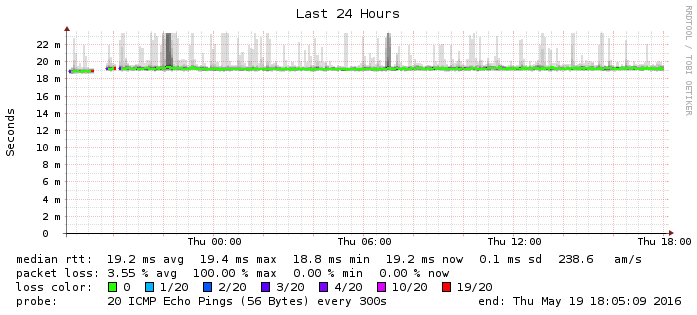 Last 24 Hours
RRDTOOL / TOBI OETIKER
Seconds
22 m
20 m
18 m
16 m
14 m
12 m
10 m
8 m
6 m
4 m
2 m
0
Thu 00:00 Thu 06:00 Thu 12:00 Thu 18:00
median rtt: 19.2 ms avg 19.4 ms max 18.8 ms min 19.2 ms now 0.1 ms sd 238.6 am/s
packet loss: 3.55 % avg 100.00 % max 0.00 % min 0.00 % now
loss color: 0 1/20 2/20 3/20 4/20 10/20 19/20
probe: 20 ICMP Echo Pings (56 Bytes) every 300s end: Thu May 19 18:05:09 2016